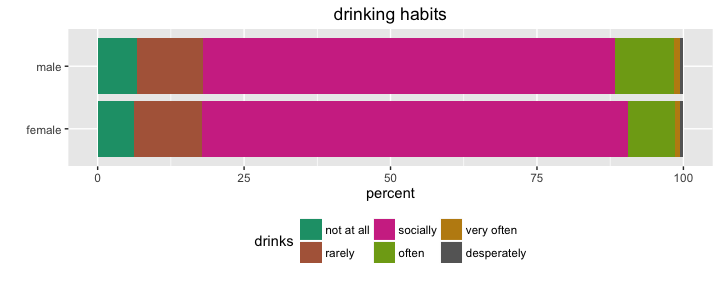 drinking habits
male
female
0 25 50 75 100
percent
drinks
not at all socially very often
rarely often desperately